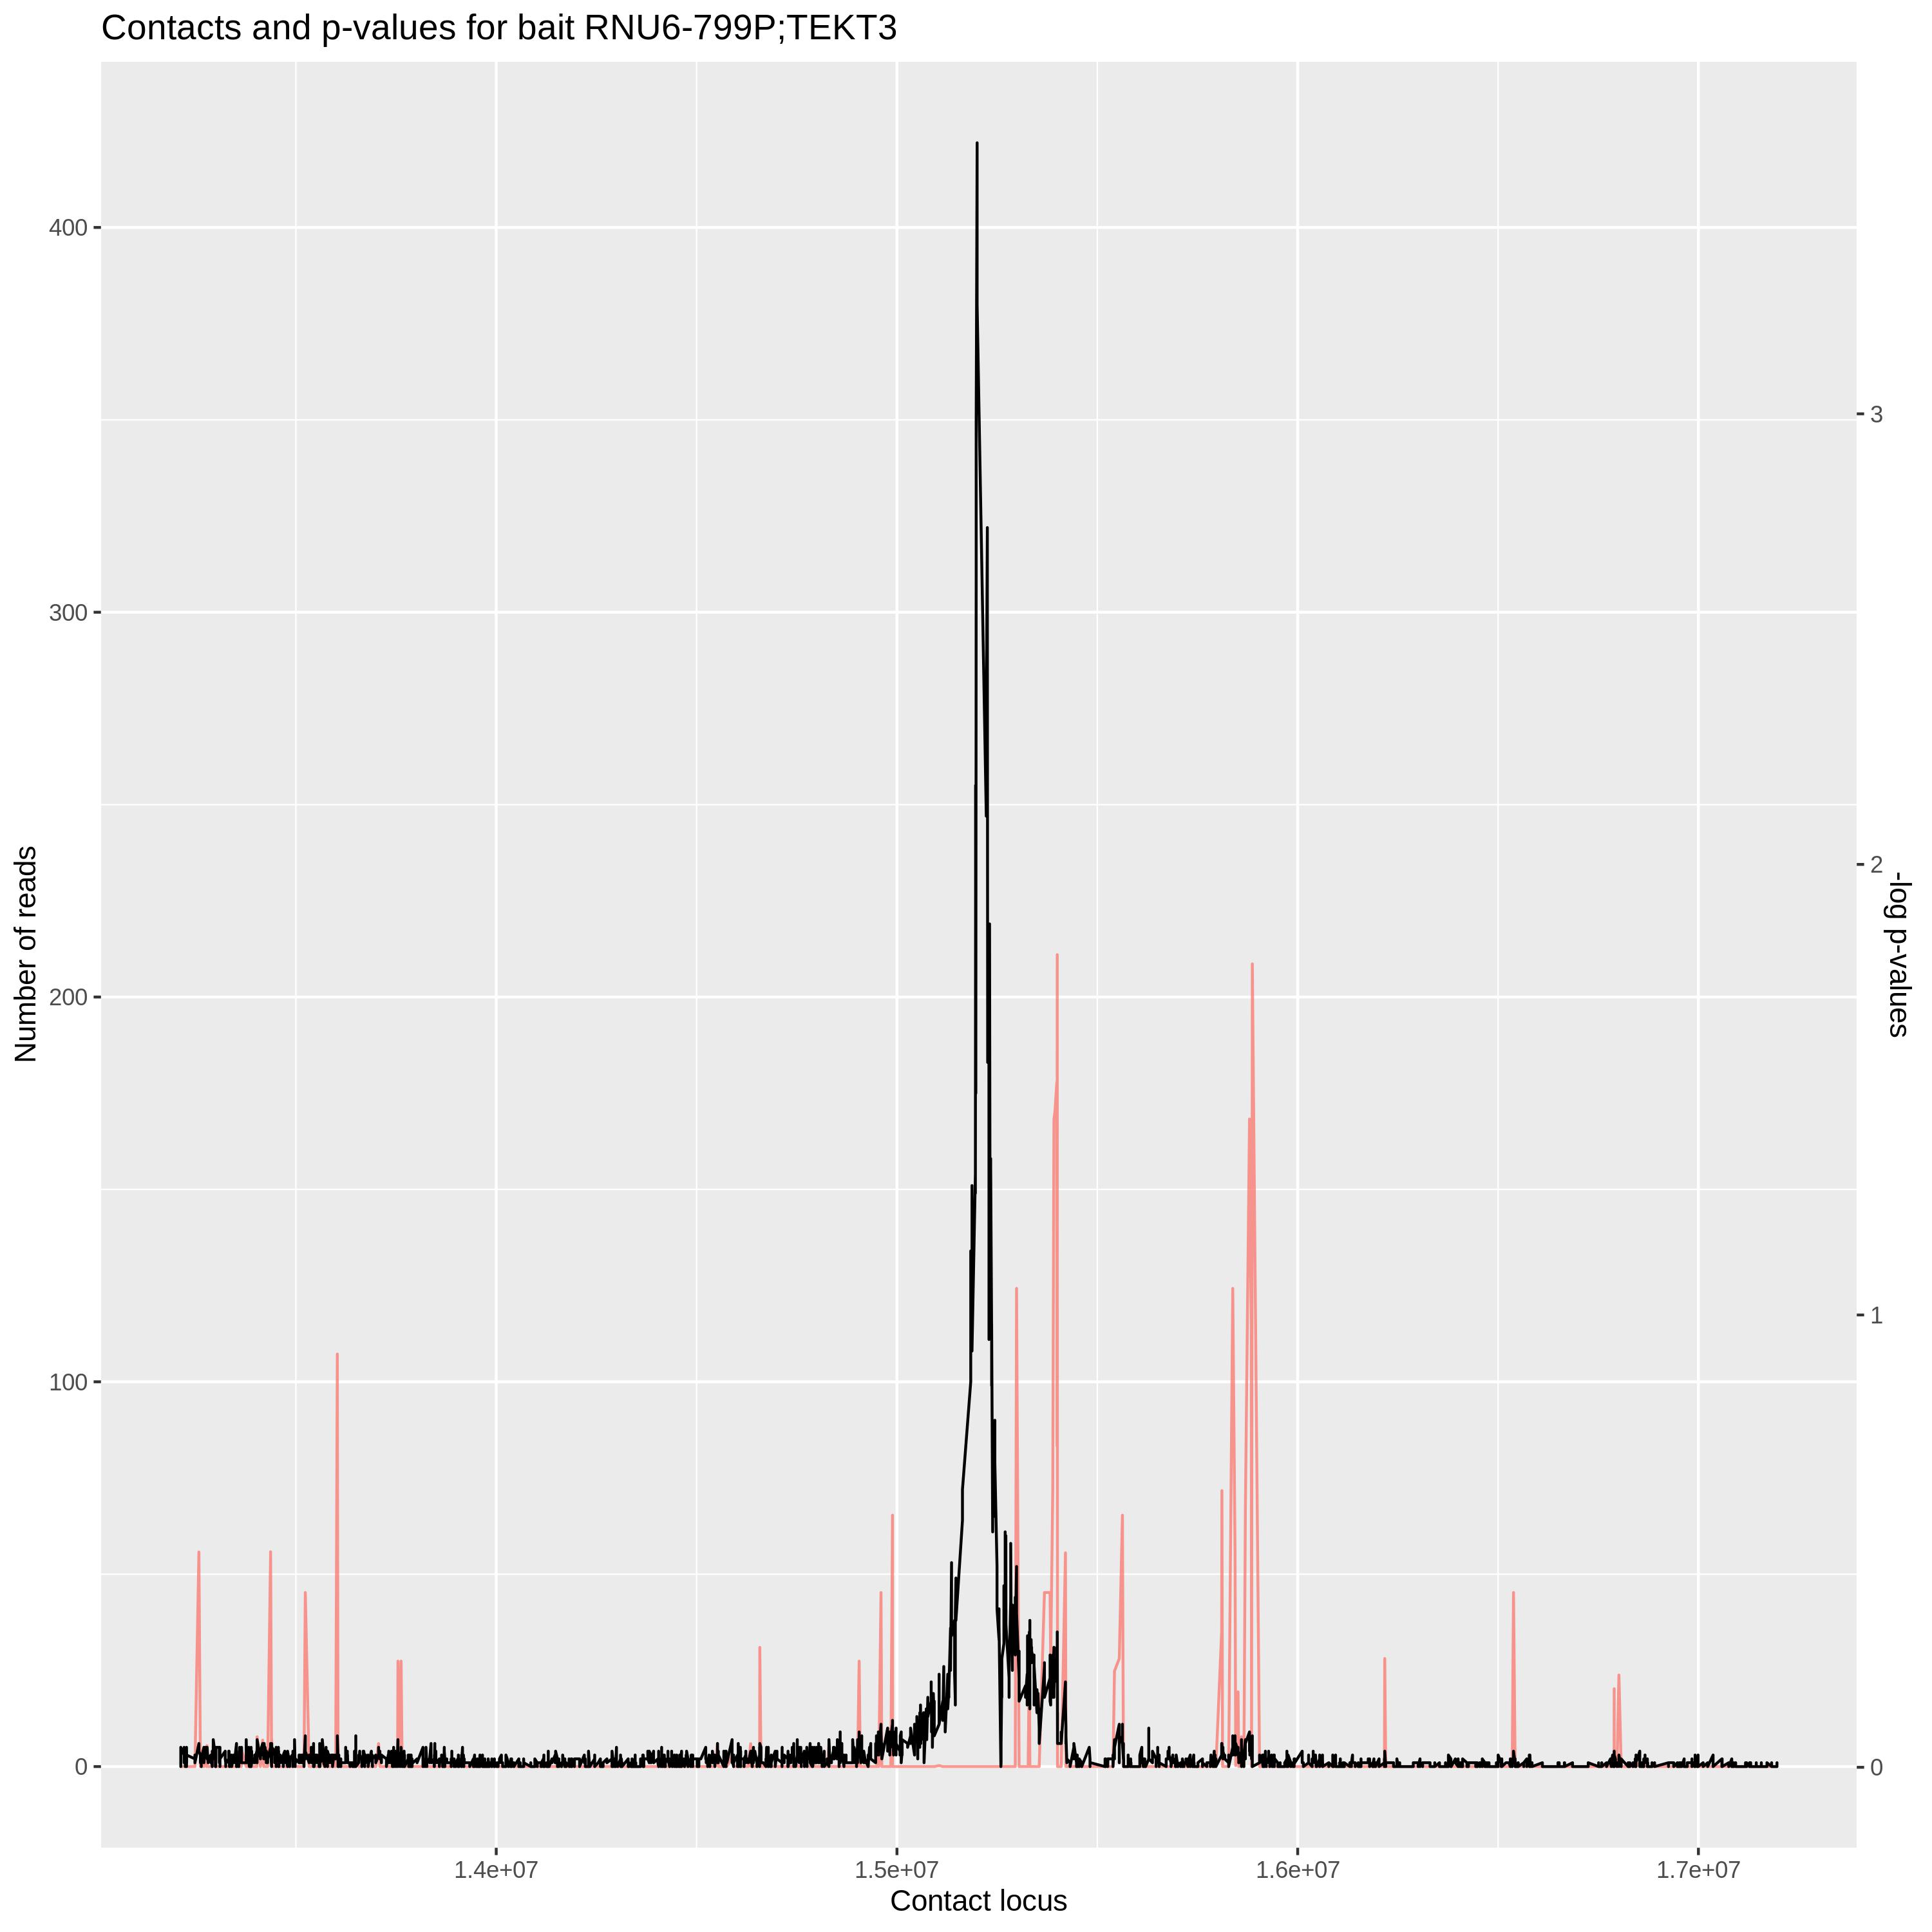 Contacts and p-values for bait RNU6-799P;TEKT3
400
300
200
100
0
Number of reads
3
2
1
0
-log p-values
1.4e+07
1.5e+07
1.6e+07
1.7e+07
Contact locus